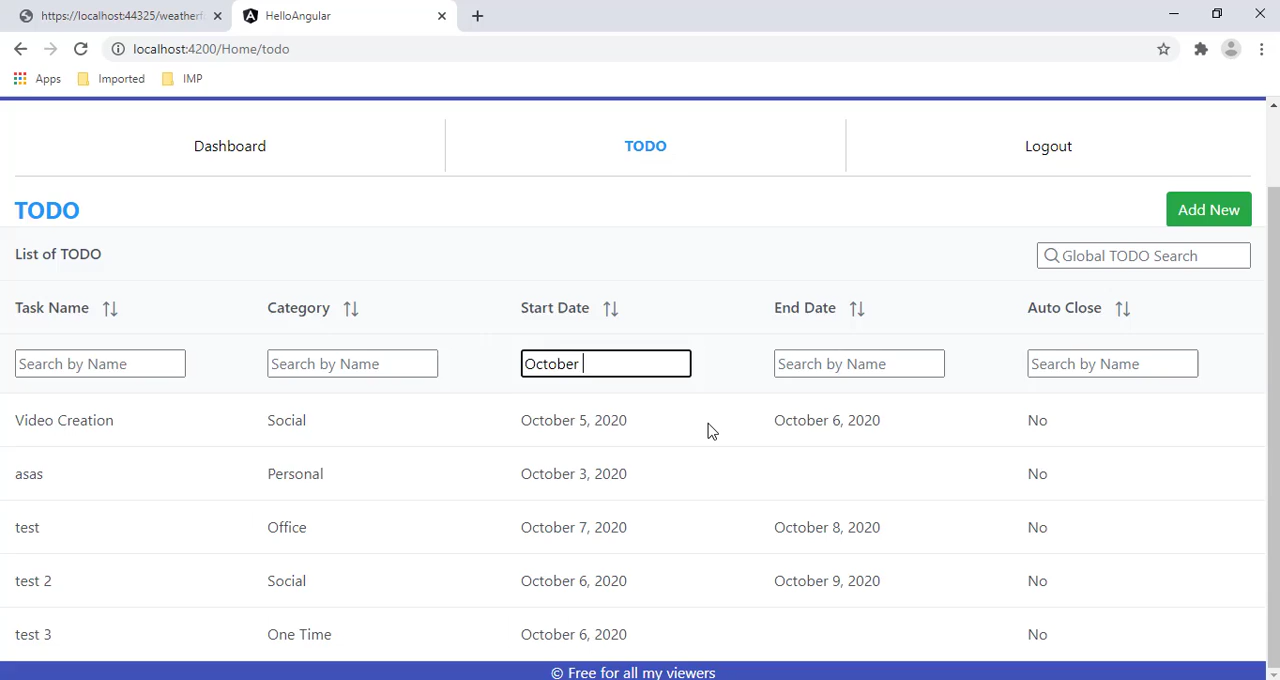 https://localhost:44325/weatherf
HelloAngular
localhost:4200/Home/todo
Apps Imported IMP
Dashboard TODO Logout
TODO Add New
List of TODO Global TODO Search
Task Name Category Start Date End Date Auto Close
Search by Name Search by Name October Search by Name Search by Name
Video Creation Social October 5, 2020 October 6, 2020 No
asas Personal October 3, 2020 No
test Office October 7, 2020 October 8, 2020 No
test 2 Social October 6, 2020 October 9, 2020 No
test 3 One Time October 6, 2020 No
© Free for all my viewers